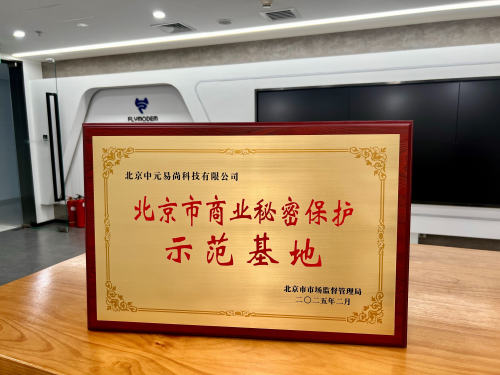 FLYMODEM
北京中元易尚科技有限公司
北京市商业秘密保护
示范基地
北京市市场监督管理局
二〇二五年二月